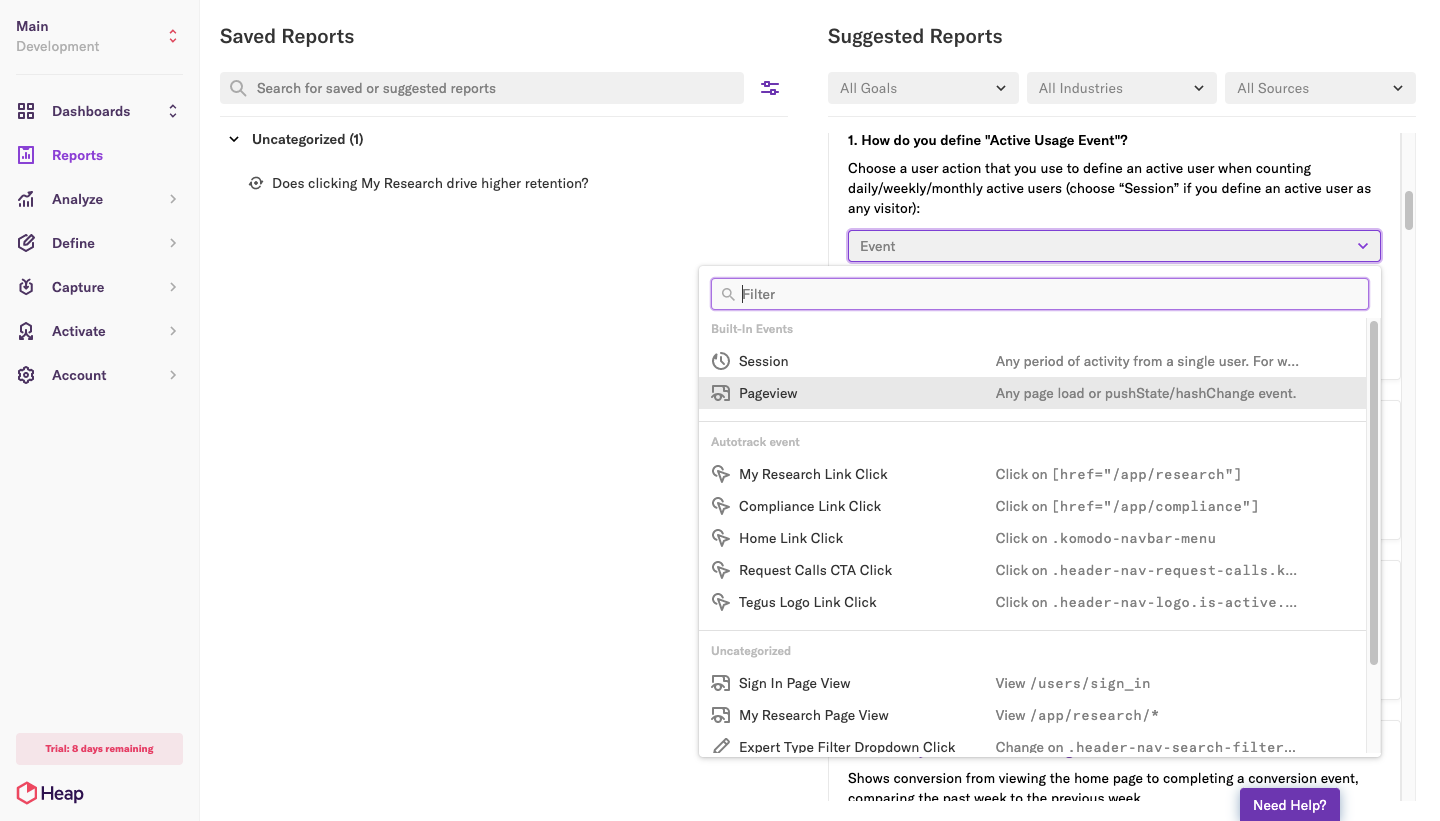 Main
Development
Dashboards
Reports
Analyze
Define
Capture
Activate
Account
Trial: 8 days remaining
Heap
Saved Reports
Search for saved or suggested reports
Uncategorized (1)
Does clicking My Research drive higher retention?
Suggested Reports
All Goals
All Industries
All Sources
1. How do you define "Active Usage Event"?
Choose a user action that you use to define an active user when counting
daily/weekly/monthly active users (choose “Session” if you define an active user as
any visitor):
Event
Filter
Built-In Events
Session Any period of activity from a single user. For w...
Pageview Any page load or pushState/hashChange event.
Autotrack event
My Research Link Click Click on [href="/app/research"]
Compliance Link Click Click on [href="/app/compliance"]
Home Link Click Click on .komodo-navbar-menu
Request Calls CTA Click Click on .header-nav-request-calls.k...
Tegus Logo Link Click Click on .header-nav-logo.is-active....
Uncategorized
Sign In Page View View /users/sign_in
My Research Page View View /app/research/*
Expert Type Filter Dropdown Click Change on .header-nav-search-filter...
Shows conversion from viewing the home page to completing a conversion event,
comparing the past week to the previous week
Need Help?